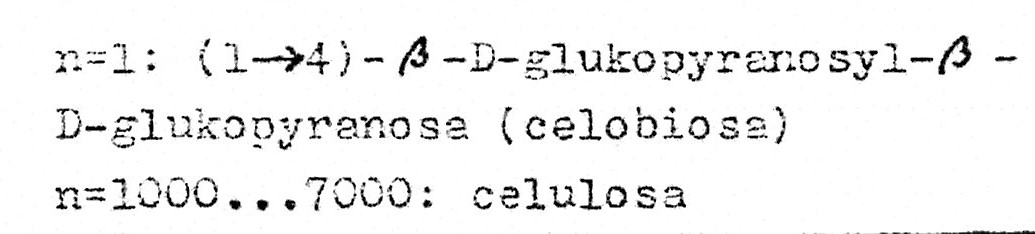 n=1: (1→4)-β-D-glukopyranosyl-β-
D-glukopyranosa (celobiosa)
n=1000...7000: celulosa